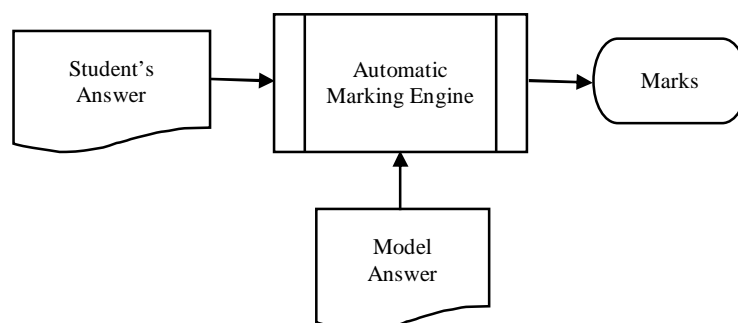 Student’s
Answer
Automatic
Marking Engine
Marks
Model
Answer